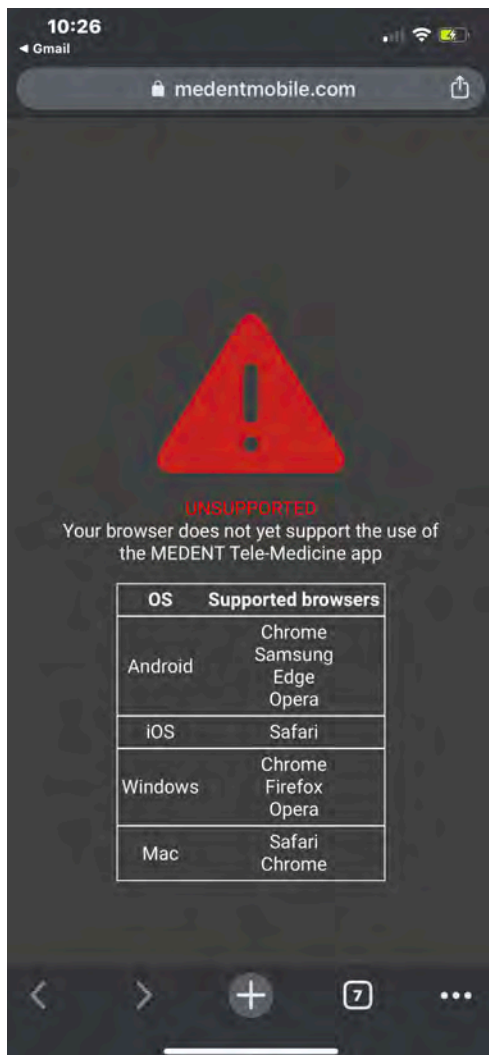 10:26
◀ Gmail
medentmobile.com
UNSUPPORTED
Your browser does not yet support the use of
the MEDENT Tele-Medicine app
OS Supported browsers
Android
Chrome
Samsung
Edge
Opera
iOS Safari
Windows
Chrome
Firefox
Opera
Mac
Safari
Chrome
7